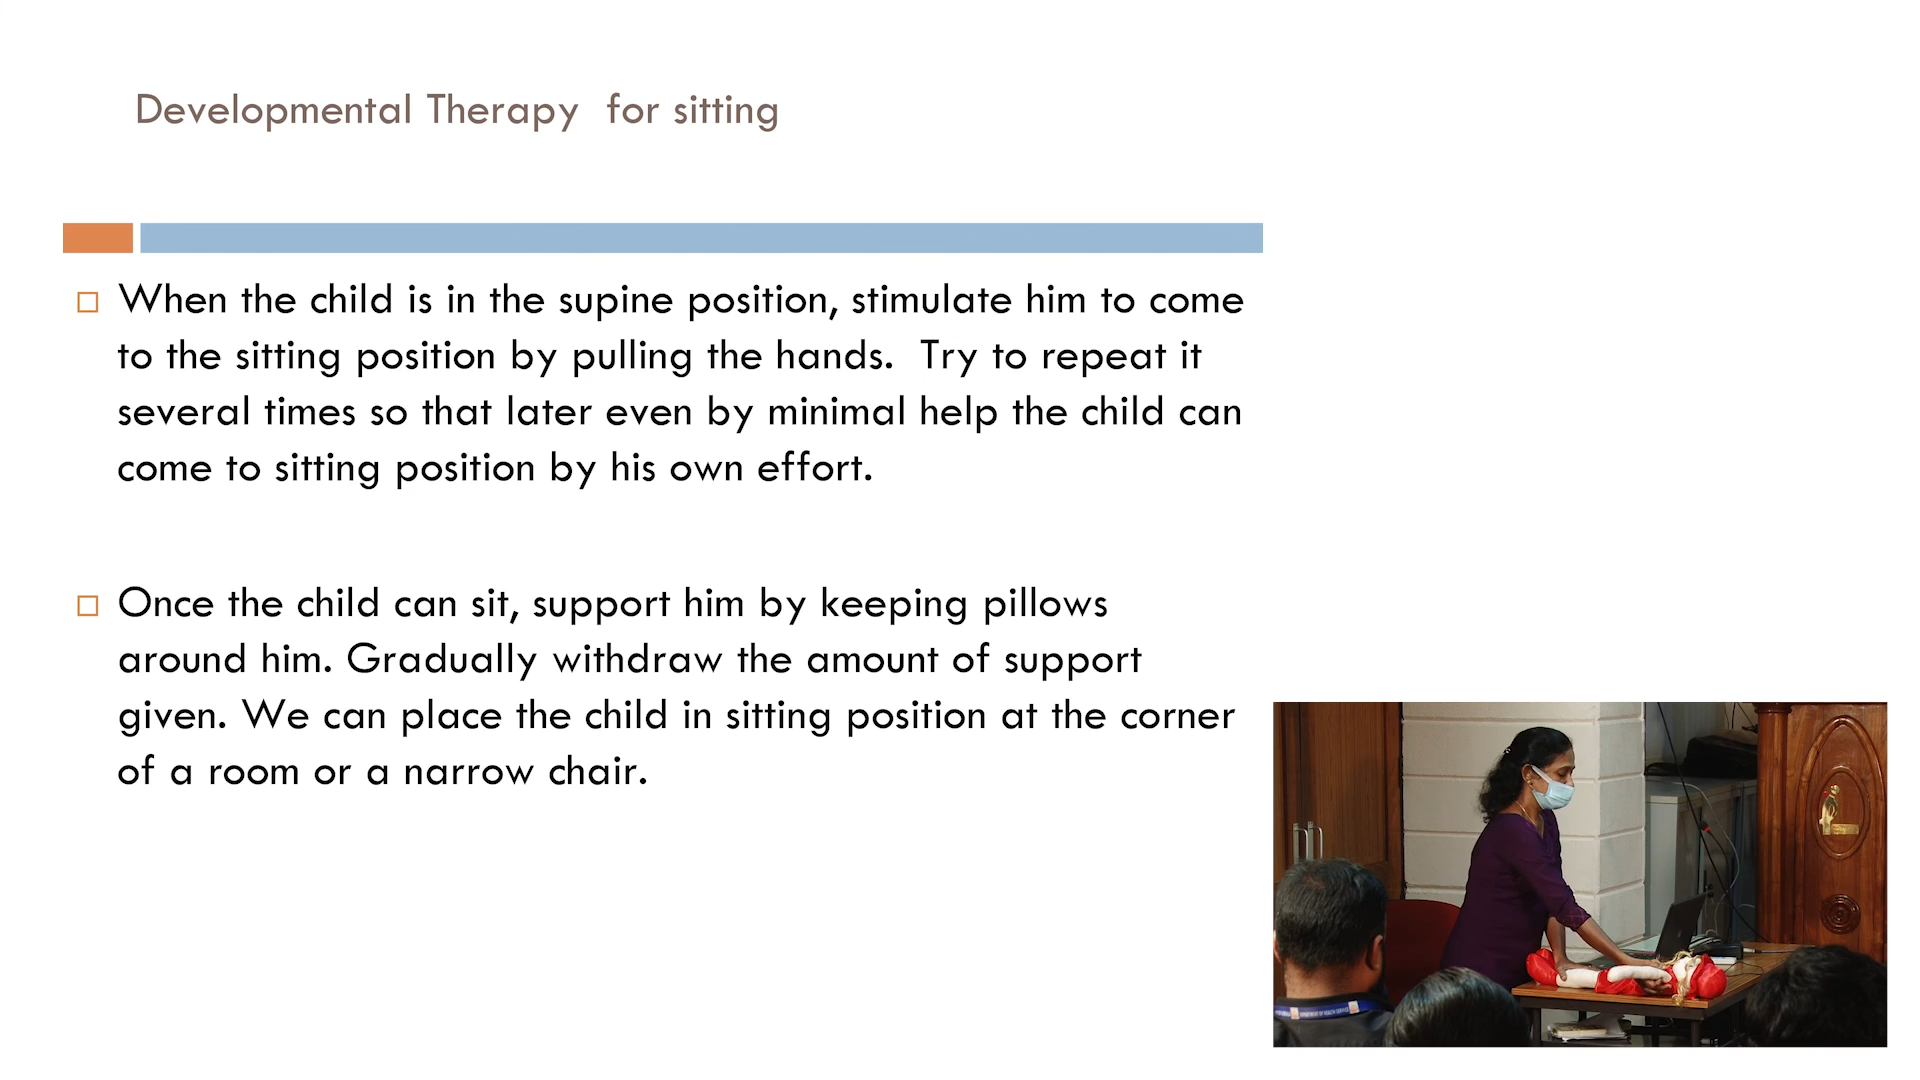 Developmental Therapy for sitting
When the child is in the supine position, stimulate him to come
to the sitting position by pulling the hands. Try to repeat it
several times so that later even by minimal help the child can
come to sitting position by his own effort.
Once the child can sit, support him by keeping pillows
around him. Gradually withdraw the amount of support
given. We can place the child in sitting position at the corner
of a room or a narrow chair.